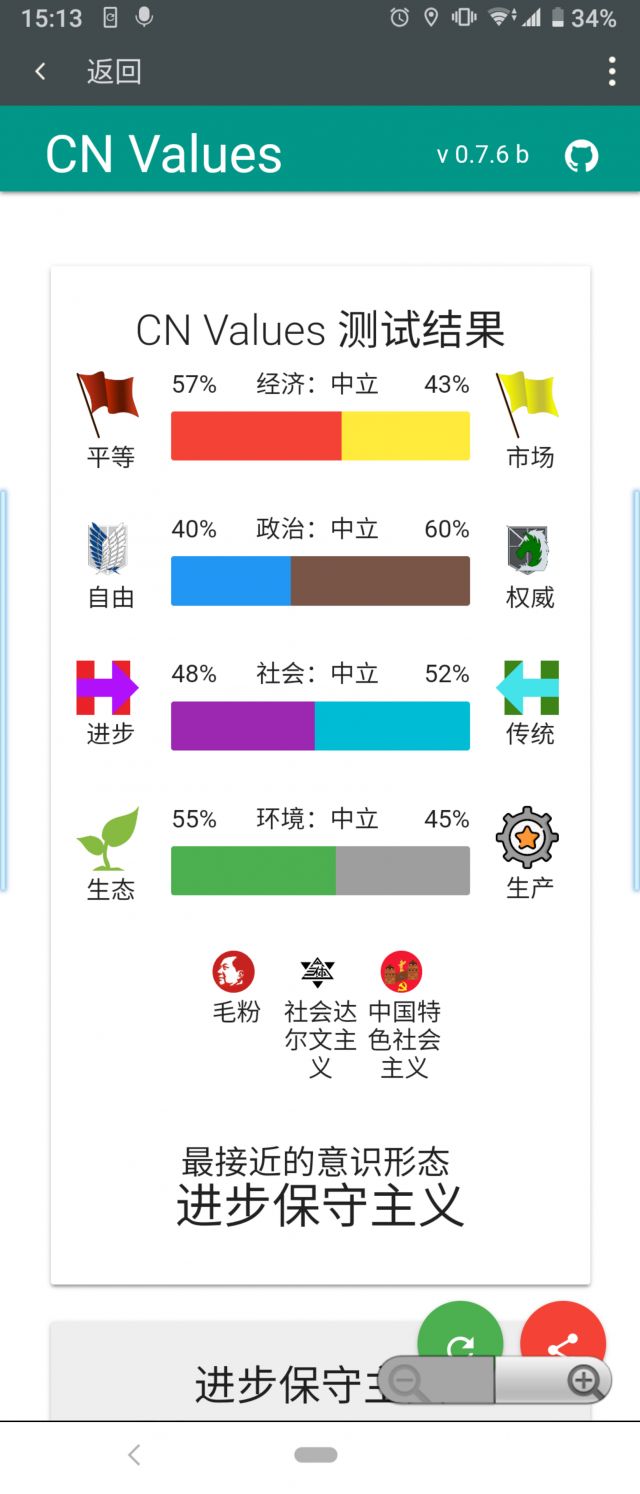 15:13 34%
返回
CN Values v 0.7.6 b
CN Values 测试结果
57% 经济：中立 43%
平等 市场
40% 政治：中立 60%
自由 权威
48% 社会：中立 52%
进步 传统
55% 环境：中立 45%
生态 生产
毛粉 社会达 中国特
尔文主 色社会
义 主义
最接近的意识形态
进步保守主义
进步保守主